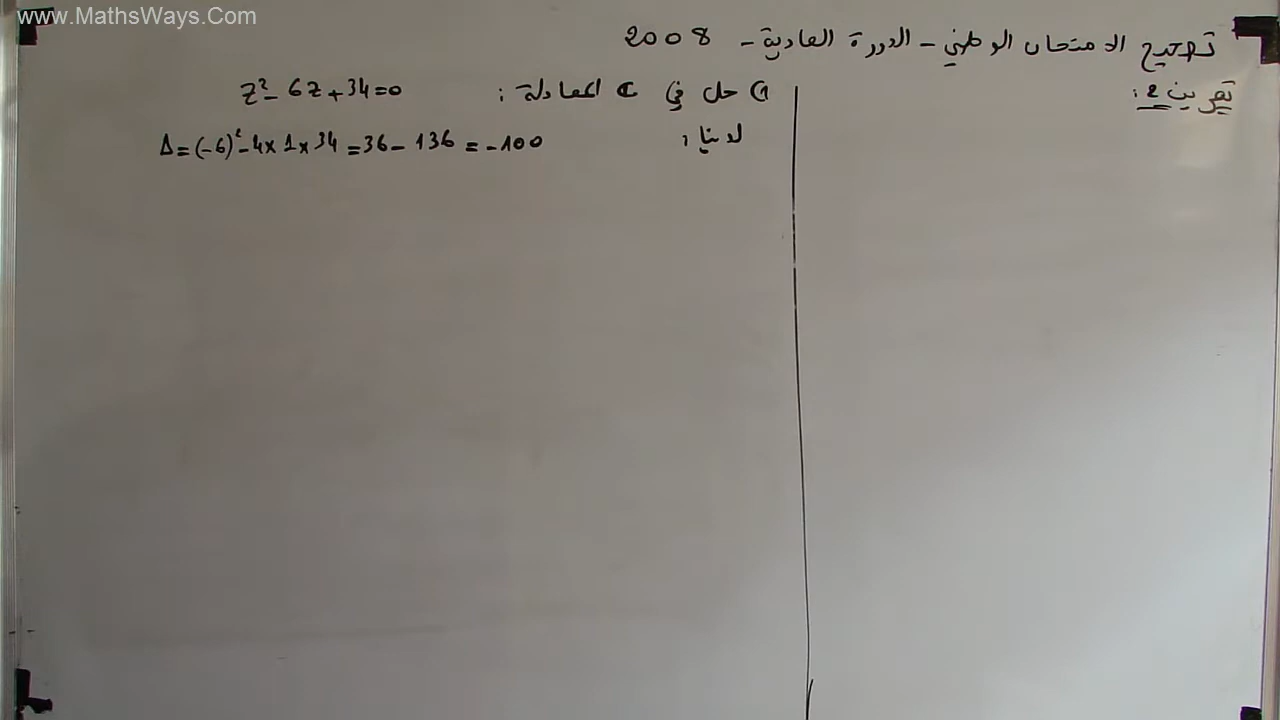 www.MathsWays.Com
تصحيح الامتحان الوطني - الدورة العادية - 2008
تمرين 2 :
1) حل في ℂ المعادلة : z² - 6z + 34 = 0
لدينا : Δ = (-6)² - 4 × 1 × 34 = 36 - 136 = -100